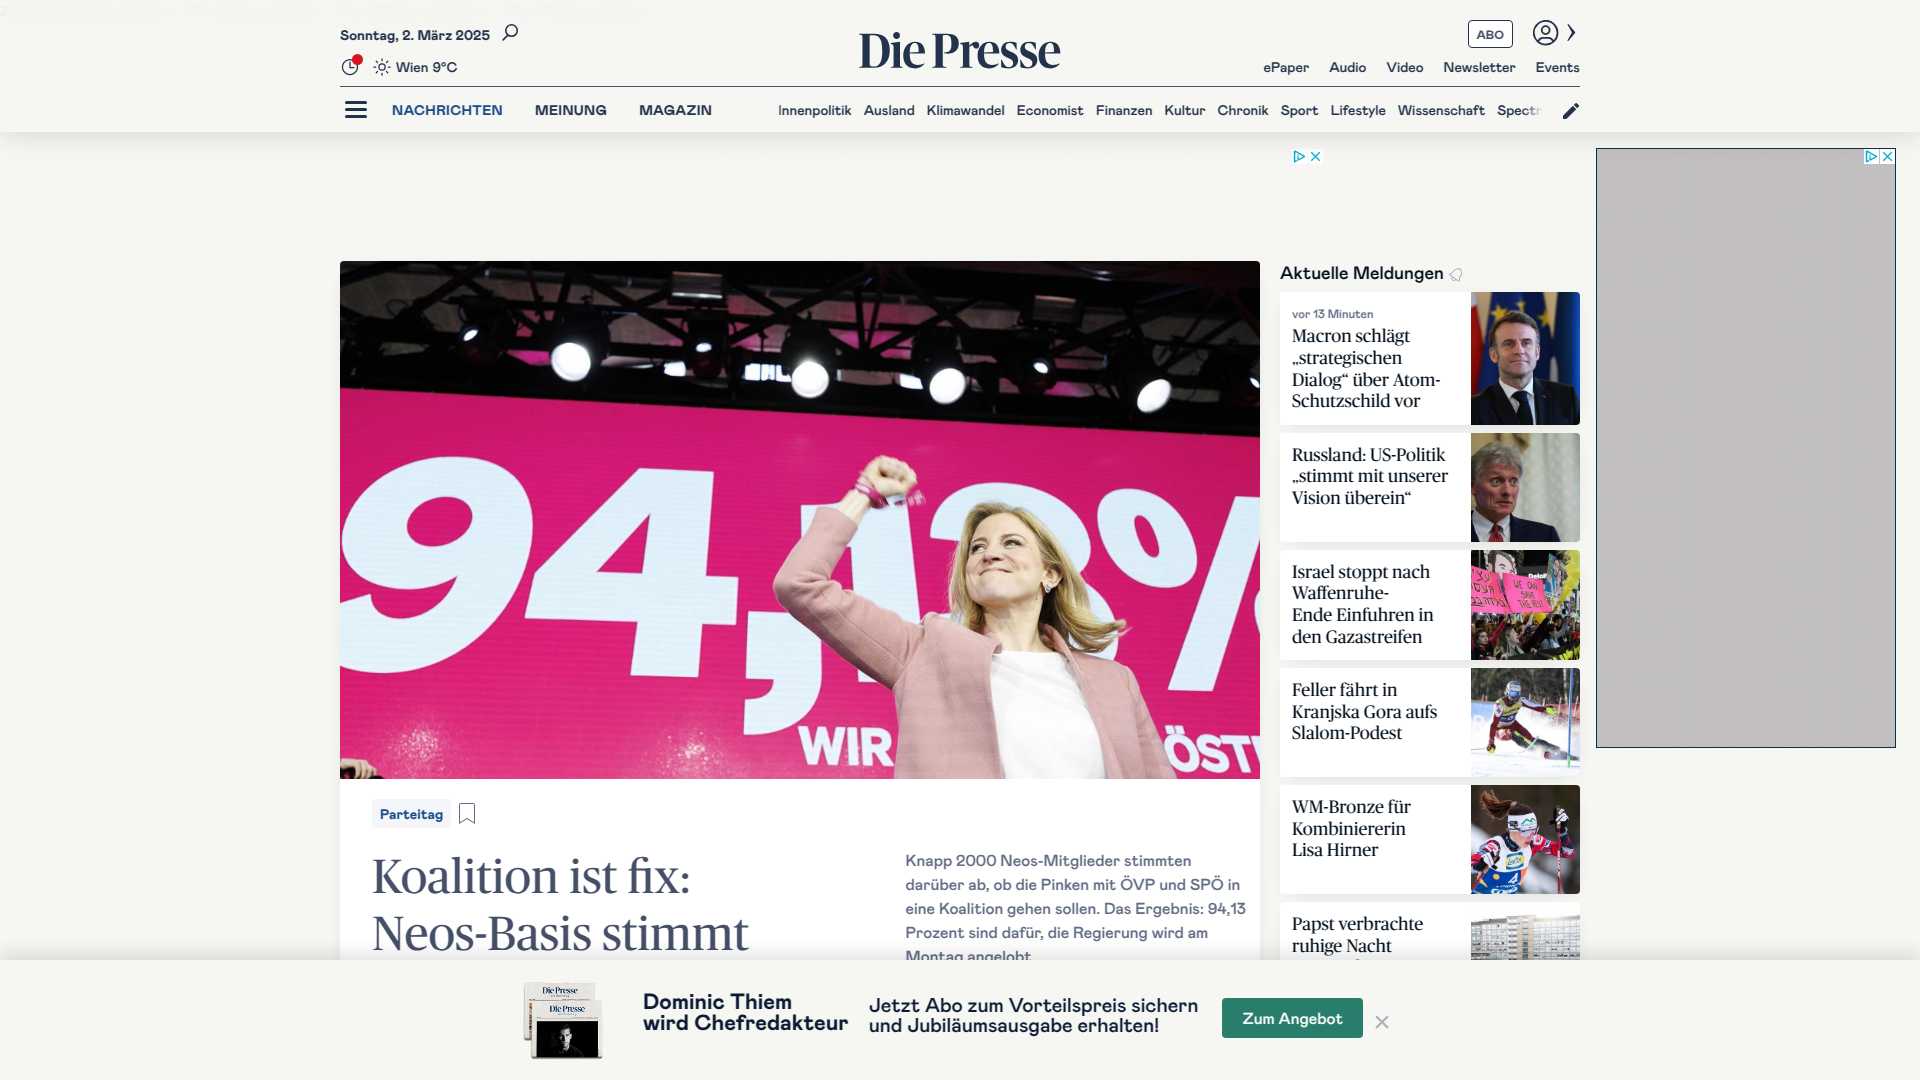 Sonntag, 2. März 2025
Wien 9°C
Die Presse
ABO
ePaper Audio Video Newsletter Events
NACHRICHTEN MEINUNG MAGAZIN
Innenpolitik Ausland Klimawandel Economist Finanzen Kultur Chronik Sport Lifestyle Wissenschaft Spectr
94,13%
WIR
ÖST
Parteitag
Koalition ist fix:
Neos-Basis stimmt
Knapp 2000 Neos-Mitglieder stimmten
darüber ab, ob die Pinken mit ÖVP und SPÖ in
eine Koalition gehen sollen. Das Ergebnis: 94,13
Prozent sind dafür, die Regierung wird am
Montag angelobt.
Aktuelle Meldungen
vor 13 Minuten
Macron schlägt
„strategischen
Dialog“ über Atom-
Schutzschild vor
Russland: US-Politik
„stimmt mit unserer
Vision überein“
Israel stoppt nach
Waffenruhe-
Ende Einfuhren in
den Gazastreifen
WE CAN
SAVE
THEM
Feller fährt in
Kranjska Gora aufs
Slalom-Podest
WM-Bronze für
Kombiniererin
Lisa Hirner
Papst verbrachte
ruhige Nacht
Die Presse
Die Presse
Dominic Thiem
wird Chefredakteur
Jetzt Abo zum Vorteilspreis sichern
und Jubiläumsausgabe erhalten!
Zum Angebot